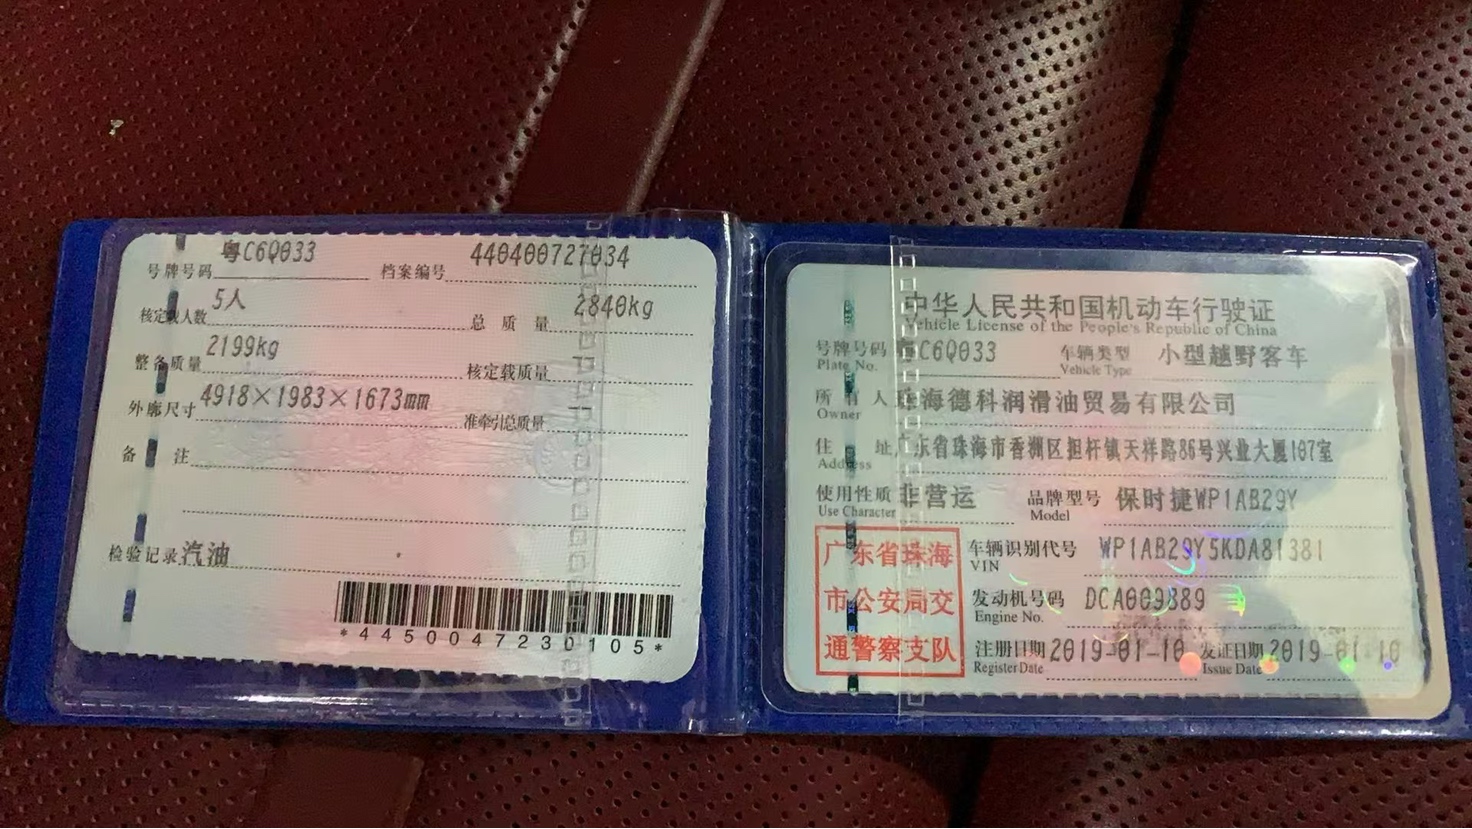 粤C6Q033 440400727034
号牌号码 档案编号
5人 2840kg
核定载人数 总质量
2199kg
整备质量 核定载质量
4918×1983×1673mm
外廓尺寸 准牵引总质量
备注
检验记录 汽油
*4450047230105*
中华人民共和国机动车行驶证
Vehicle License of the People's Republic of China
号牌号码 C6Q033 车辆类型 小型越野客车
Plate No. Vehicle Type
所有人 珠海德科润滑油贸易有限公司
Owner
住址 东省珠海市香洲区担杆镇天祥路86号兴业大厦107室
Address
使用性质 非营运 品牌型号 保时捷WP1AB29Y
Use Character Model
广东省珠海
市公安局交
通警察支队
车辆识别代号 WP1AB29Y5KDA81381
VIN
发动机号码 DCA009889
Engine No.
注册日期 2019-01-10 发证日期 2019-01-10
Register Date Issue Date